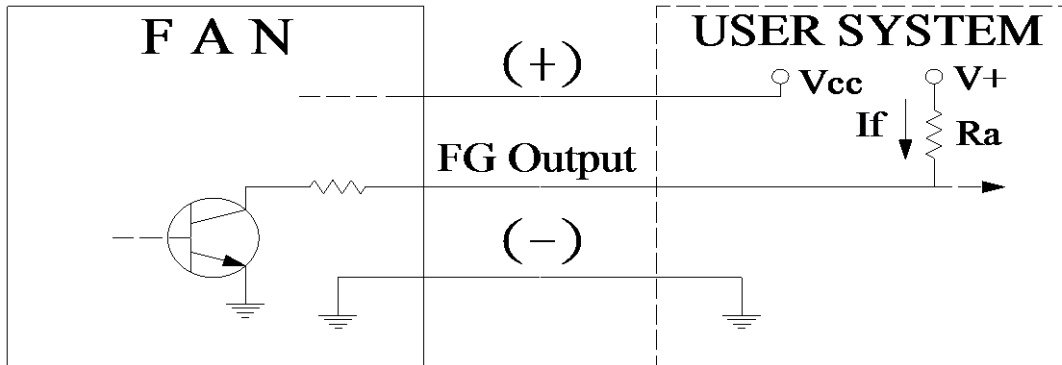 F A N
USER SYSTEM
(+)
Vcc
V+
If
Ra
FG Output
(-)